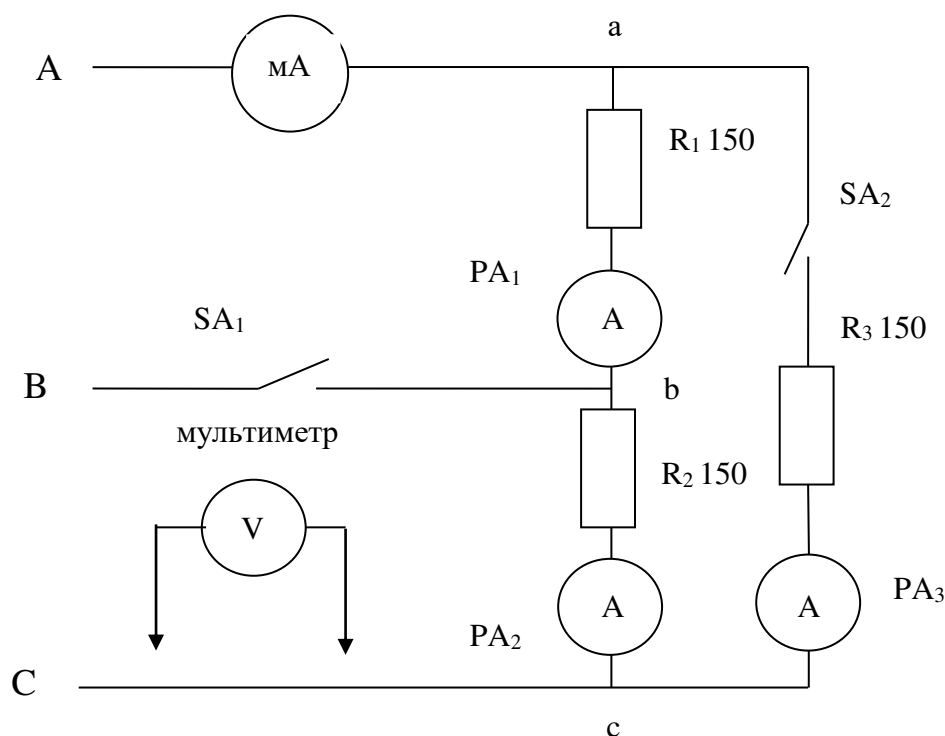 a
A
мА
R₁ 150
SA₂
PA₁
SA₁
A
R₃ 150
B
b
мультиметр
R₂ 150
V
A
A
PA₃
PA₂
C
c